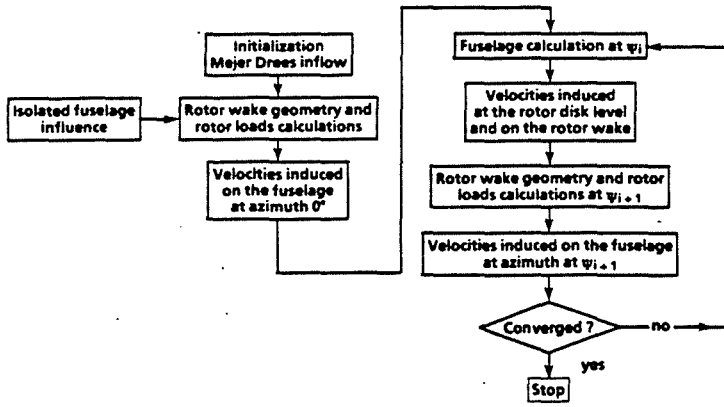 Initialization
Mejer Drees inflow
Isolated fuselage
influence
Rotor wake geometry and
rotor loads calculations
Velocities induced
on the fuselage
at azimuth 0°
Fuselage calculation at ψi
Velocities induced
at the rotor disk level
and on the rotor wake
Rotor wake geometry and rotor
loads calculations at ψi + 1
Velocities induced on the fuselage
at azimuth at ψi + 1
Converged ?
no
yes
Stop